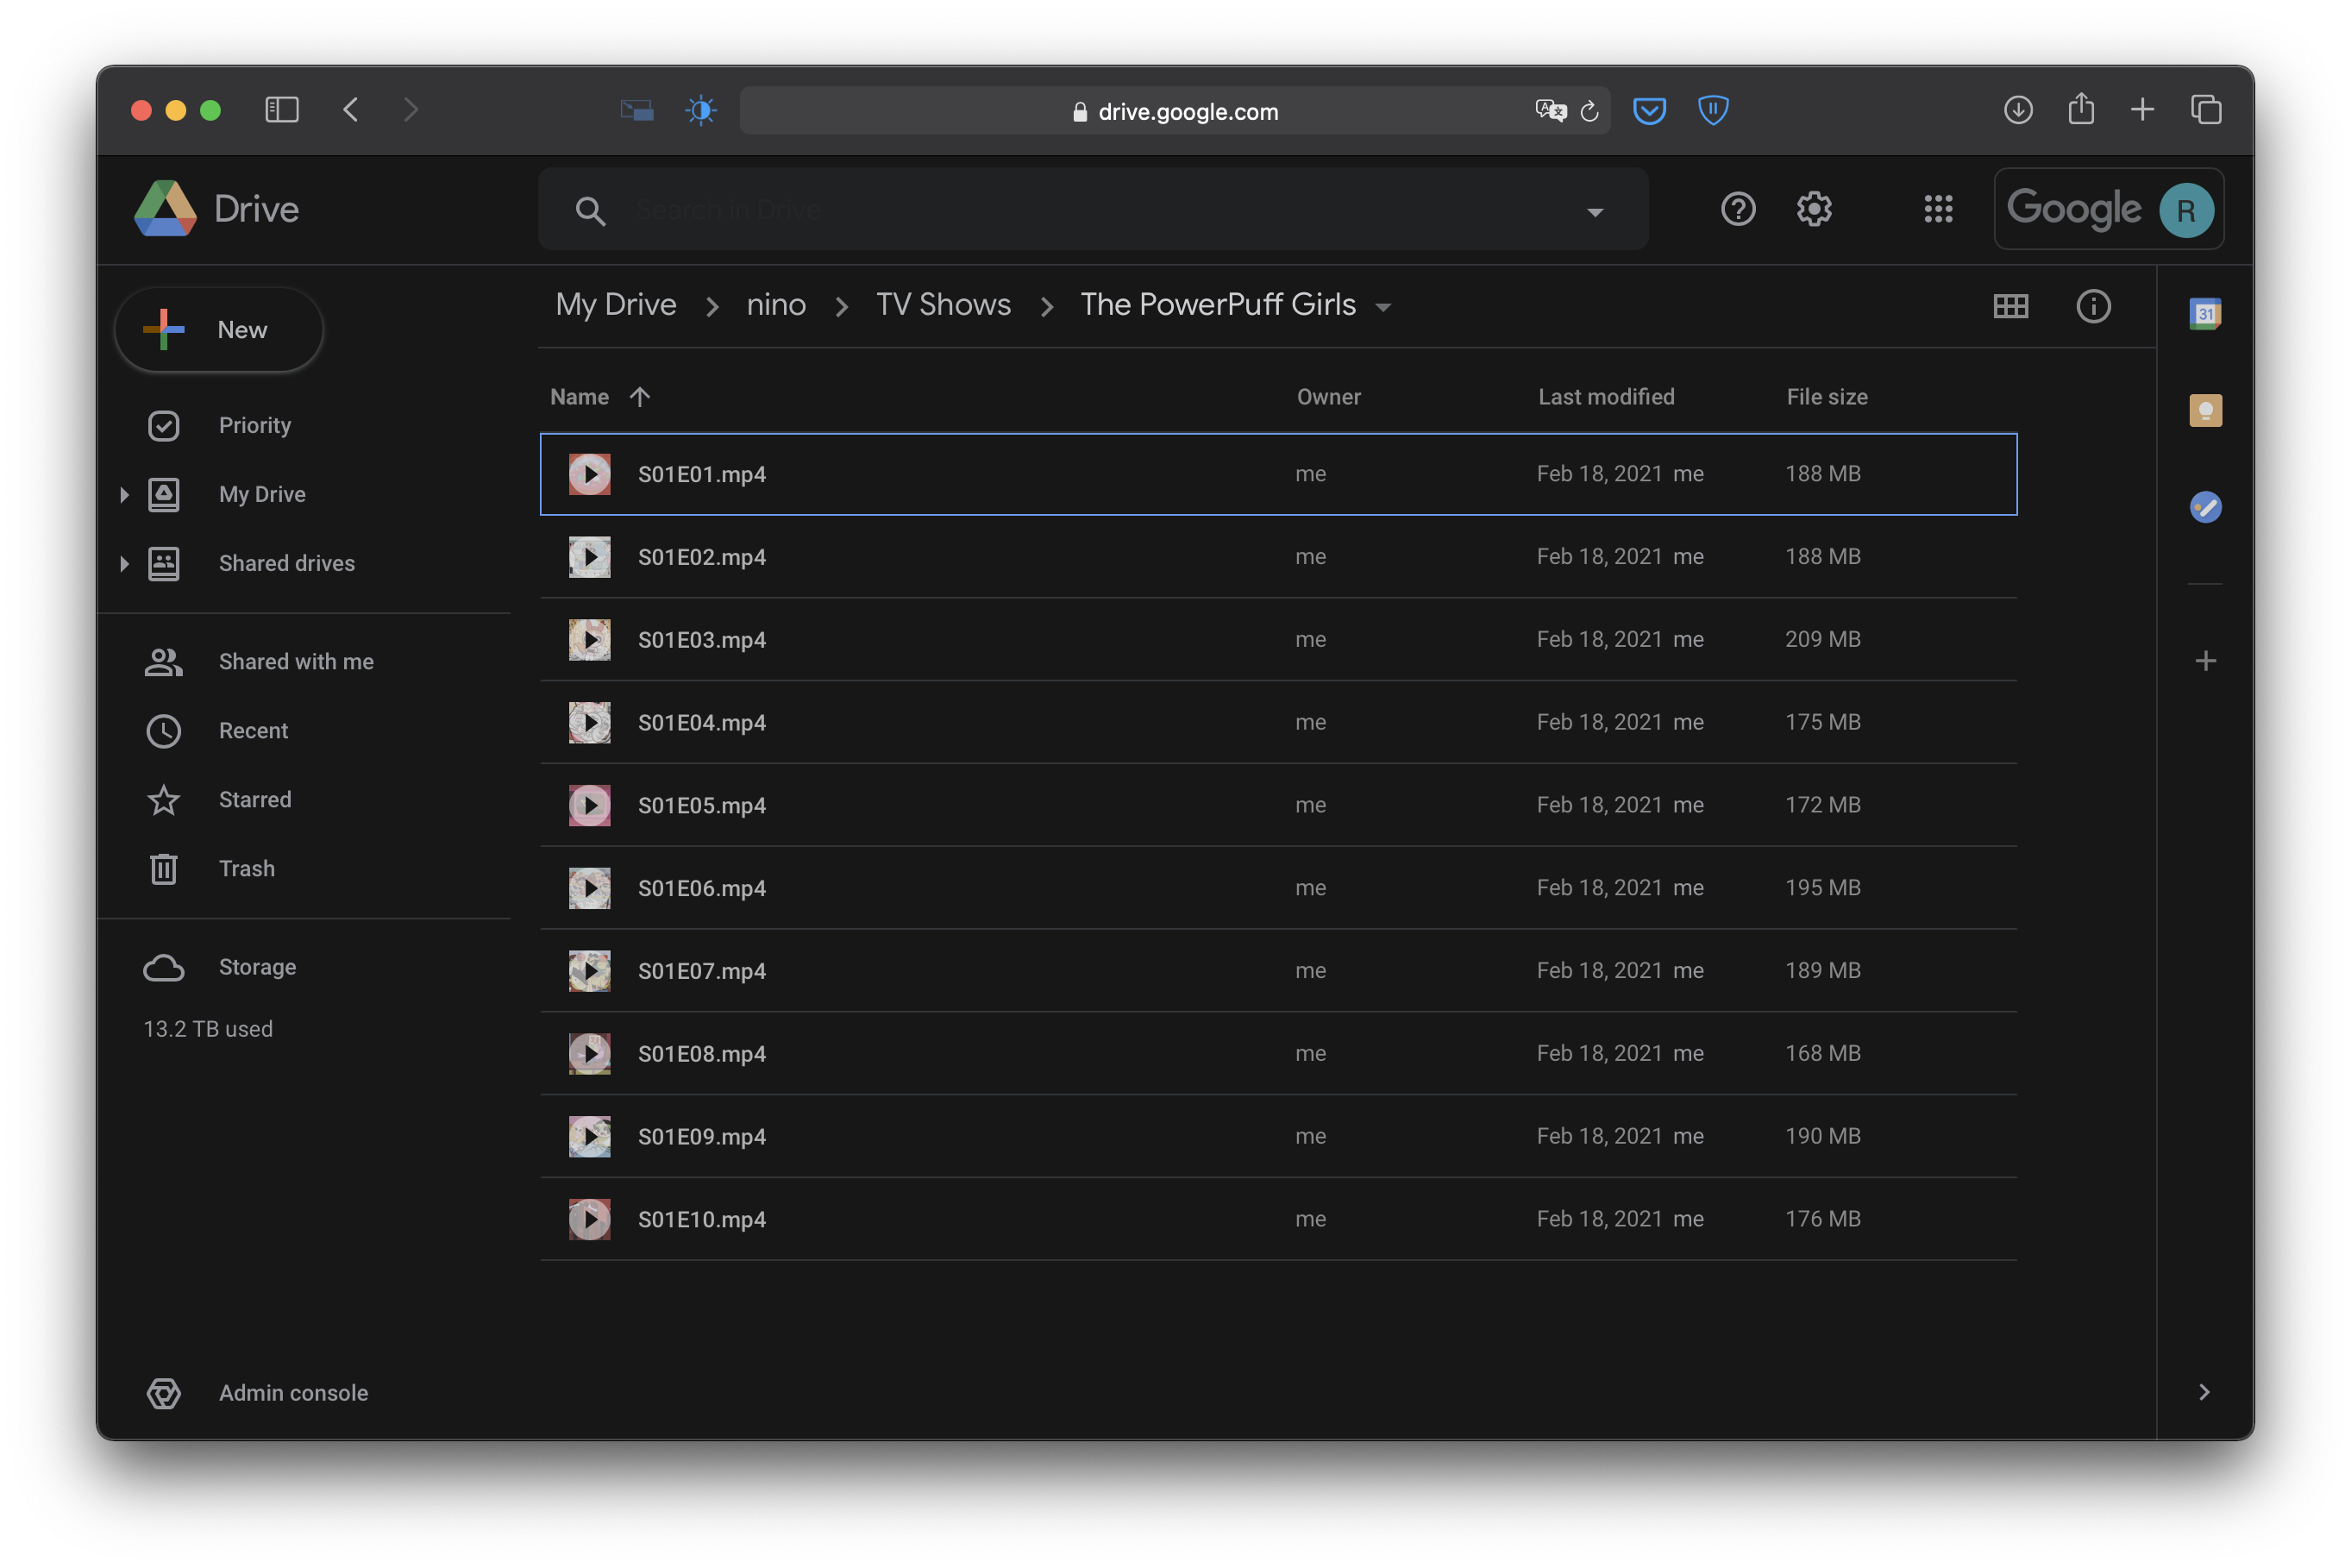 drive.google.com
Drive
Search in Drive
Google R
New
Priority
My Drive
Shared drives
Shared with me
Recent
Starred
Trash
Storage
13.2 TB used
Admin console
My Drive > nino > TV Shows > The PowerPuff Girls
Name Owner Last modified File size
S01E01.mp4 me Feb 18, 2021 me 188 MB
S01E02.mp4 me Feb 18, 2021 me 188 MB
S01E03.mp4 me Feb 18, 2021 me 209 MB
S01E04.mp4 me Feb 18, 2021 me 175 MB
S01E05.mp4 me Feb 18, 2021 me 172 MB
S01E06.mp4 me Feb 18, 2021 me 195 MB
S01E07.mp4 me Feb 18, 2021 me 189 MB
S01E08.mp4 me Feb 18, 2021 me 168 MB
S01E09.mp4 me Feb 18, 2021 me 190 MB
S01E10.mp4 me Feb 18, 2021 me 176 MB
31